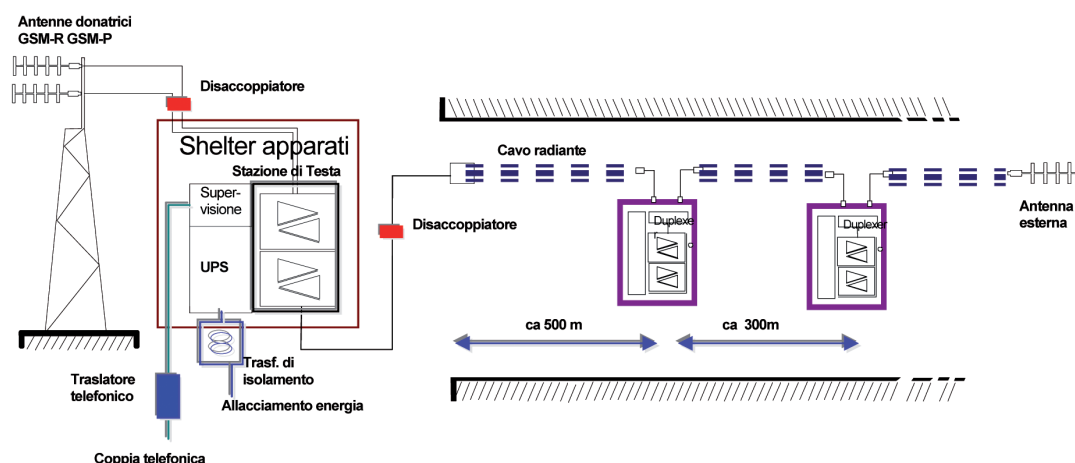 Antenne donatrici
GSM-R GSM-P
Disaccoppiatore
Shelter apparati
Stazione di Testa
Super-
visione
UPS
Trasf. di
isolamento
Allacciamento energia
Traslatore
telefonico
Coppia telefonica
Disaccoppiatore
Cavo radiante
Duplexe
Duplexer
Antenna
esterna
ca 500 m
ca 300m